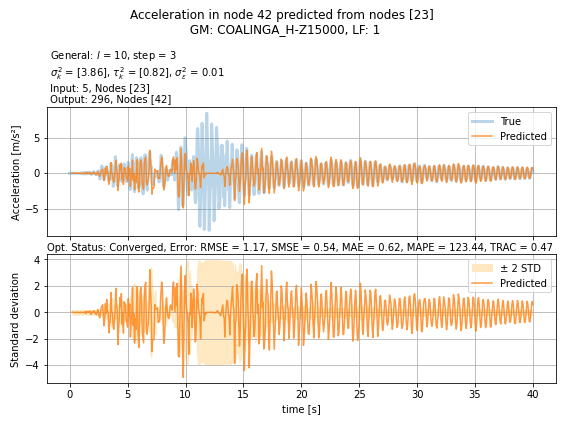 Acceleration in node 42 predicted from nodes [23]
GM: COALINGA_H-Z15000, LF: 1
General: l = 10, step = 3
σ²ₖ = [3.86], τ²ₖ = [0.82], σ²ε = 0.01
Input: 5, Nodes [23]
Output: 296, Nodes [42]
True
Predicted
Acceleration [m/s²]
5
0
−5
Opt. Status: Converged, Error: RMSE = 1.17, SMSE = 0.54, MAE = 0.62, MAPE = 123.44, TRAC = 0.47
± 2 STD
Predicted
Standard deviation
4
2
0
−2
−4
0 5 10 15 20 25 30 35 40
time [s]